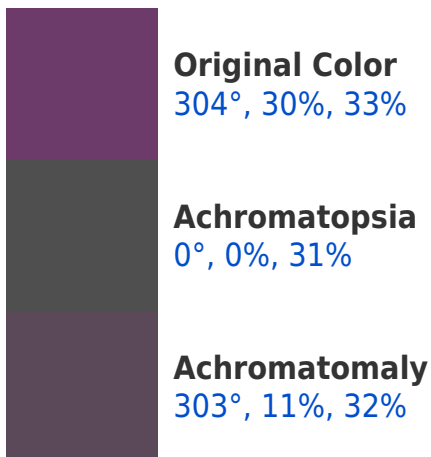 Original Color
304°, 30%, 33%
Achromatopsia
0°, 0%, 31%
Achromatomaly
303°, 11%, 32%